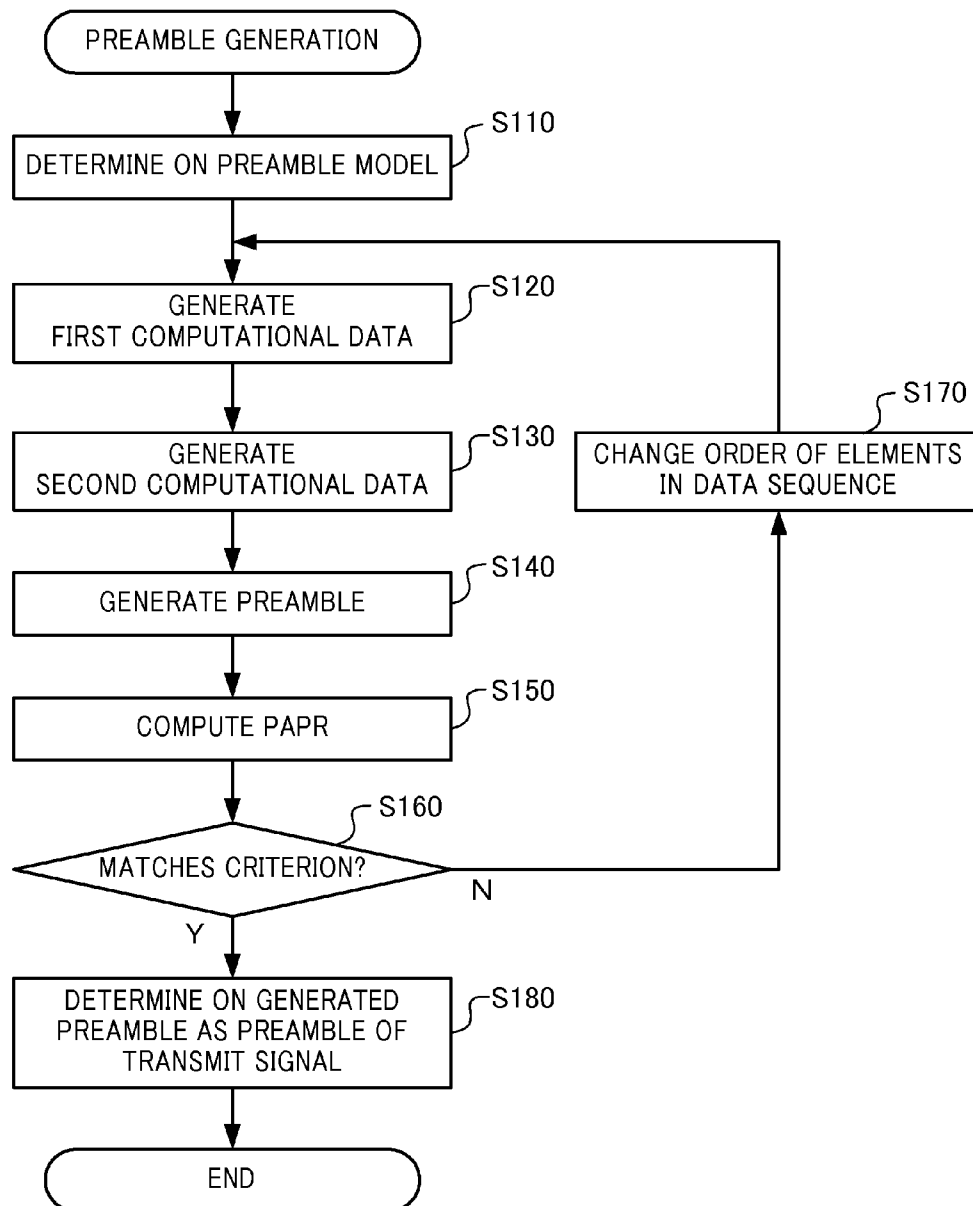 PREAMBLE GENERATION
S110
DETERMINE ON PREAMBLE MODEL
S120
GENERATE
FIRST COMPUTATIONAL DATA
S130
GENERATE
SECOND COMPUTATIONAL DATA
S170
CHANGE ORDER OF ELEMENTS
IN DATA SEQUENCE
S140
GENERATE PREAMBLE
S150
COMPUTE PAPR
S160
MATCHES CRITERION?
N
Y
S180
DETERMINE ON GENERATED
PREAMBLE AS PREAMBLE OF
TRANSMIT SIGNAL
END